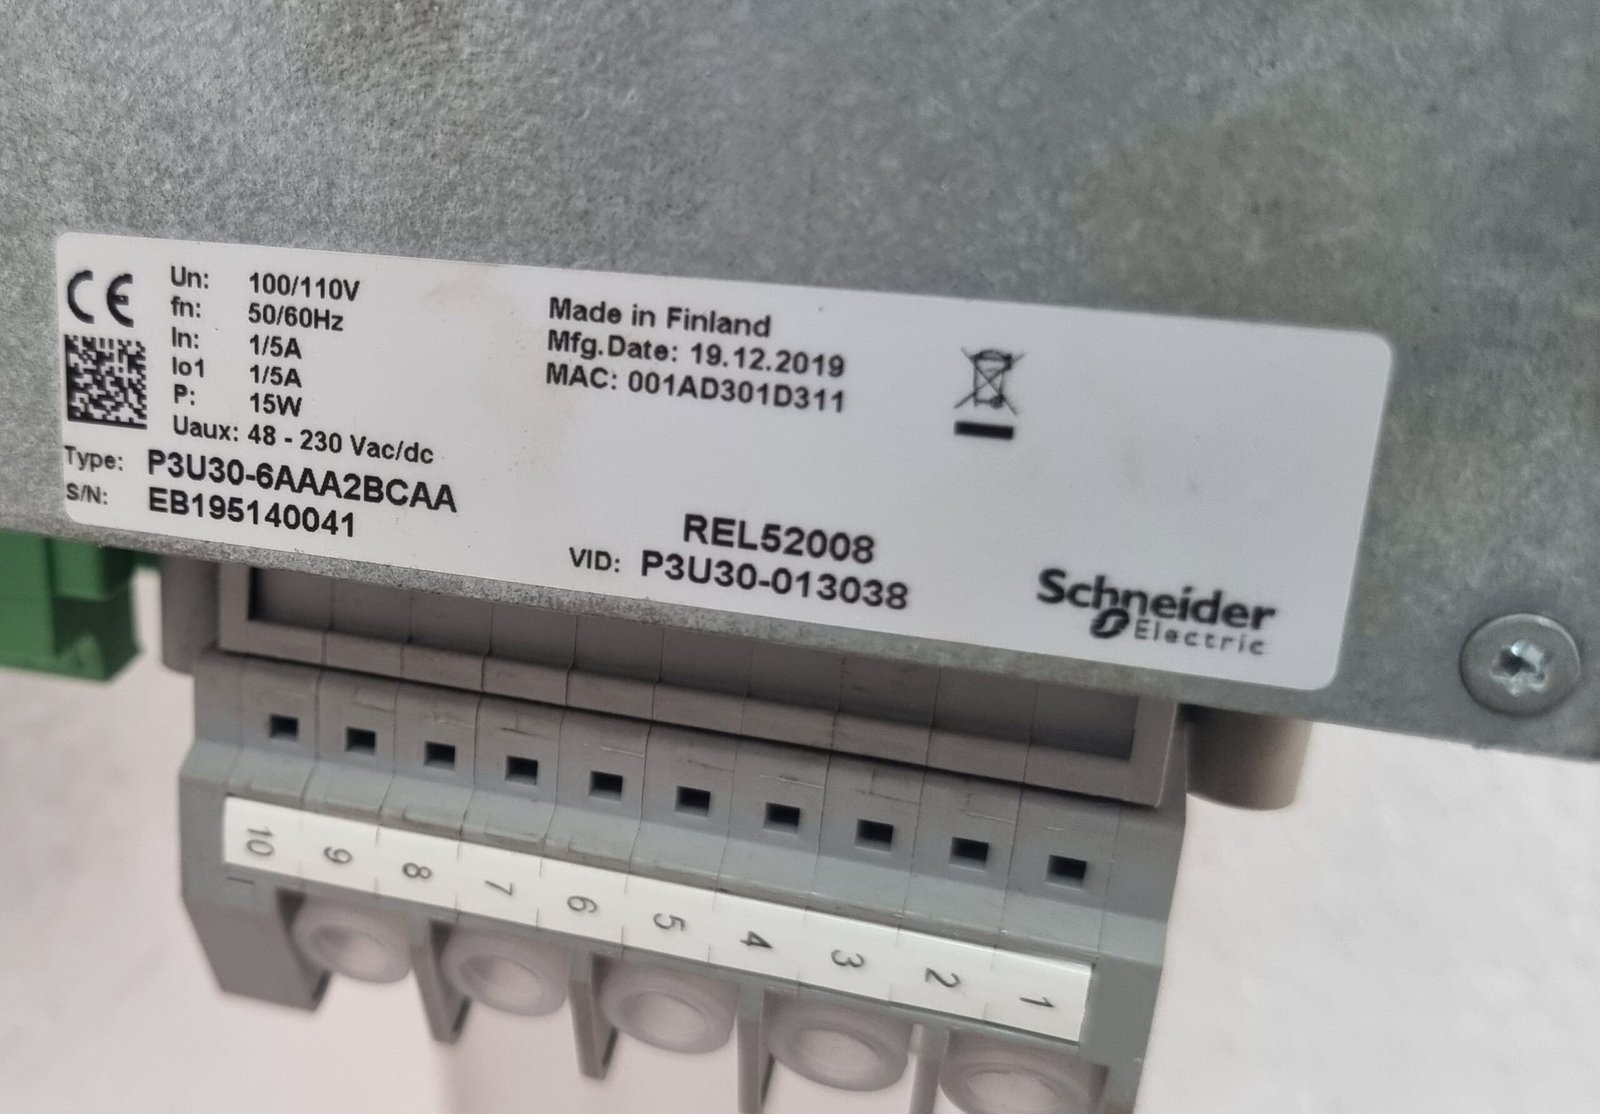 CE
Un: 100/110V
fn: 50/60Hz
In: 1/5A
Io1 1/5A
P: 15W
Uaux: 48 - 230 Vac/dc
Type: P3U30-6AAA2BCAA
S/N: EB195140041
Made in Finland
Mfg.Date: 19.12.2019
MAC: 001AD301D311
REL52008
VID: P3U30-013038
Schneider
Electric
10 9 8 7 6 5 4 3 2 1